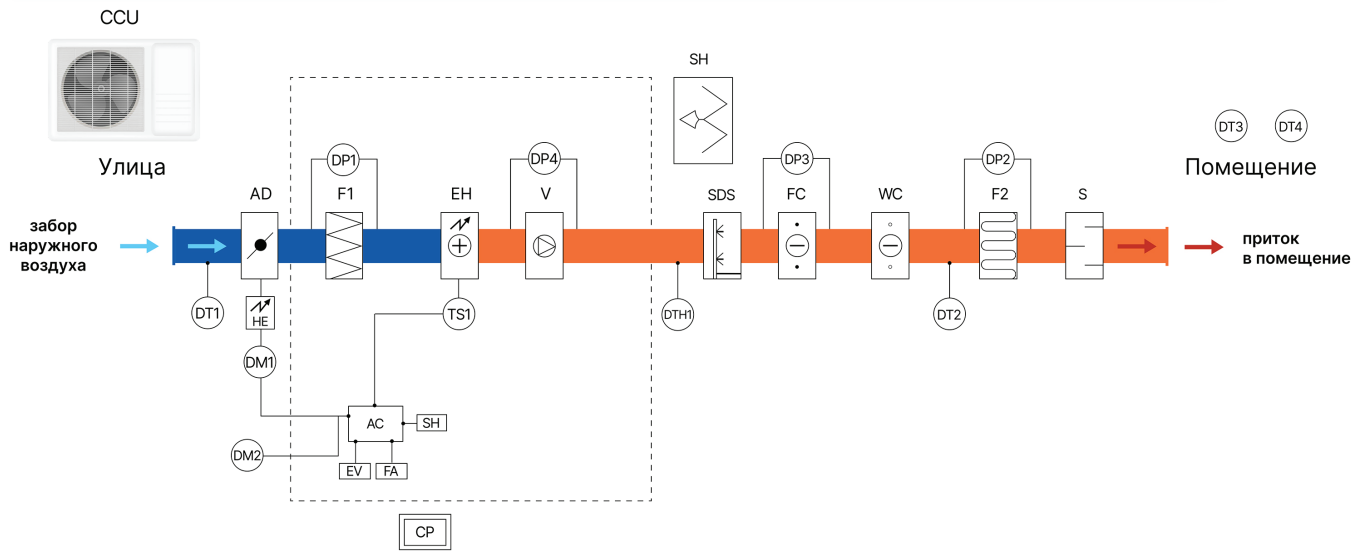 CCU
SH
Улица
DP1
DP4
DP3
DP2
DT3
DT4
Помещение
AD
F1
EH
V
SDS
FC
WC
F2
S
забор
наружного
воздуха
приток
в помещение
DT1
HE
TS1
DTH1
DT2
DM1
AC
SH
DM2
EV
FA
CP